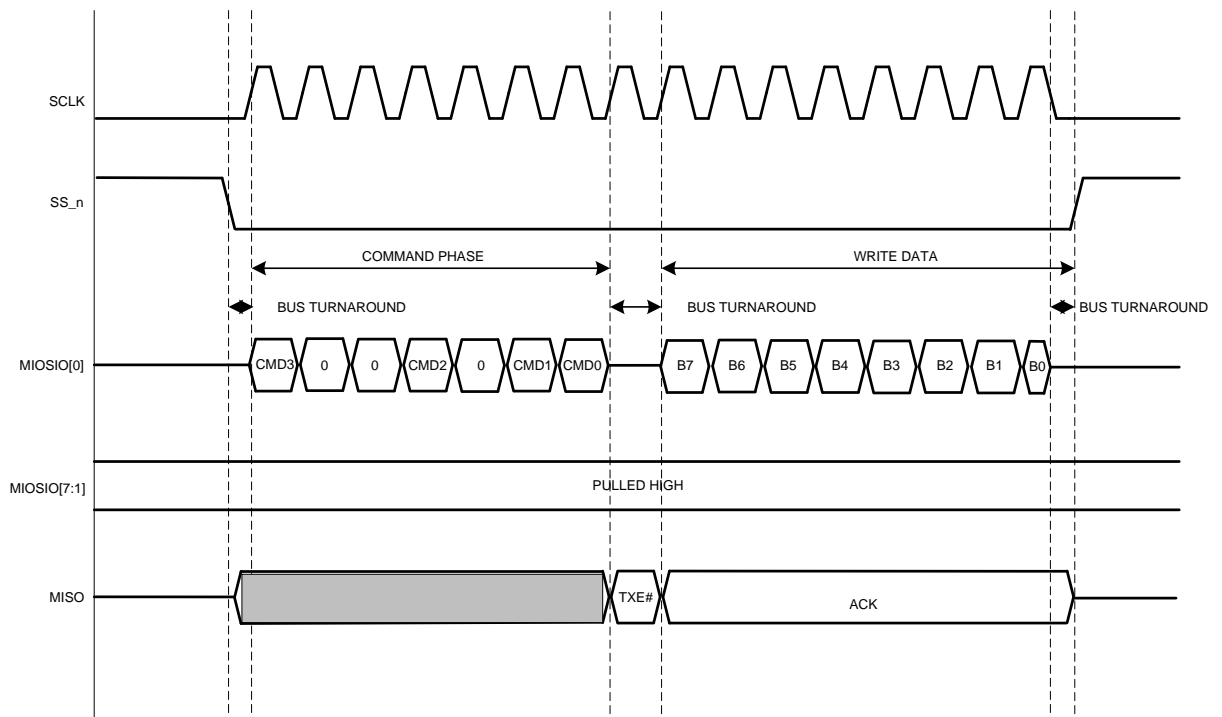 SCLK
SS_n
COMMAND PHASE WRITE DATA
BUS TURNAROUND BUS TURNAROUND BUS TURNAROUND
MIOSIO[0] CMD3 0 0 CMD2 0 CMD1 CMD0 B7 B6 B5 B4 B3 B2 B1 B0
MIOSIO[7:1] PULLED HIGH
MISO TXE# ACK